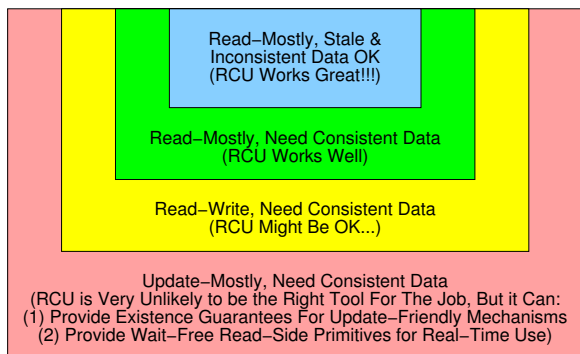 Read−Mostly, Stale &
Inconsistent Data OK
(RCU Works Great!!!)
Read−Mostly, Need Consistent Data
(RCU Works Well)
Read−Write, Need Consistent Data
(RCU Might Be OK...)
Update−Mostly, Need Consistent Data
(RCU is Very Unlikely to be the Right Tool For The Job, But it Can:
(1) Provide Existence Guarantees For Update−Friendly Mechanisms
(2) Provide Wait−Free Read−Side Primitives for Real−Time Use)